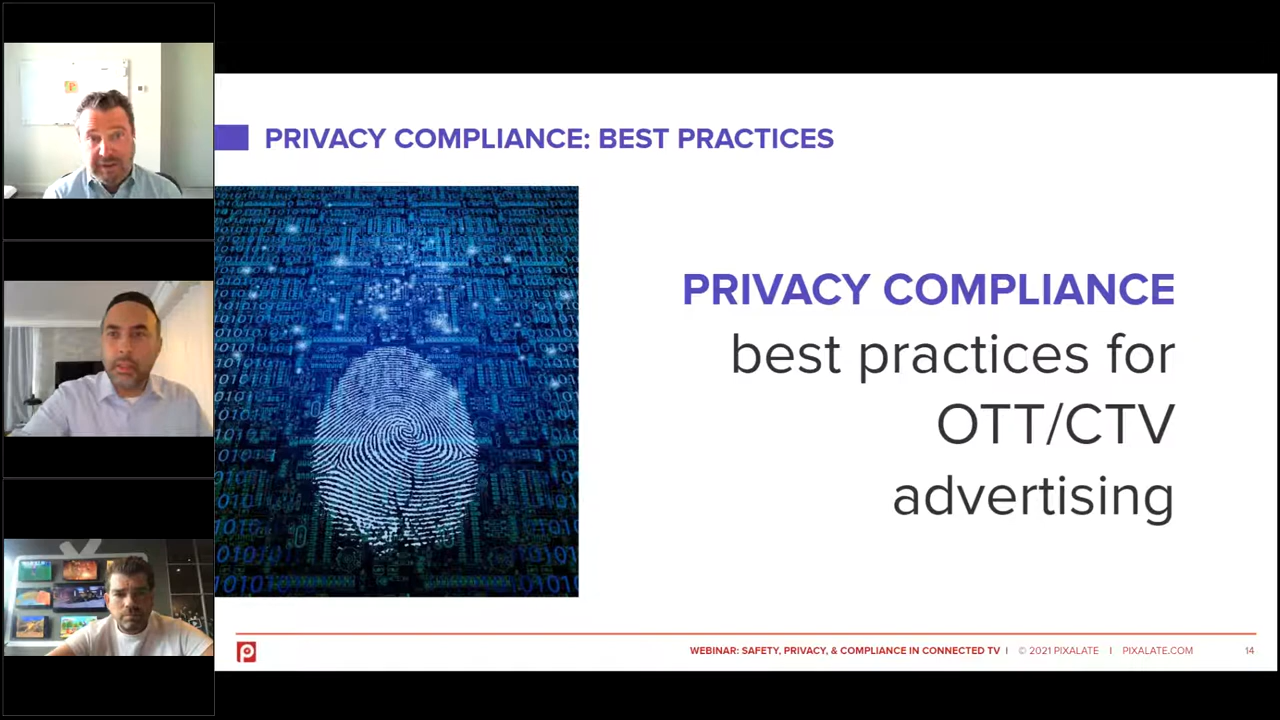 PRIVACY COMPLIANCE: BEST PRACTICES
PRIVACY COMPLIANCE
best practices for
OTT/CTV
advertising
WEBINAR: SAFETY, PRIVACY, & COMPLIANCE IN CONNECTED TV I © 2021 PIXALATE I PIXALATE.COM 14